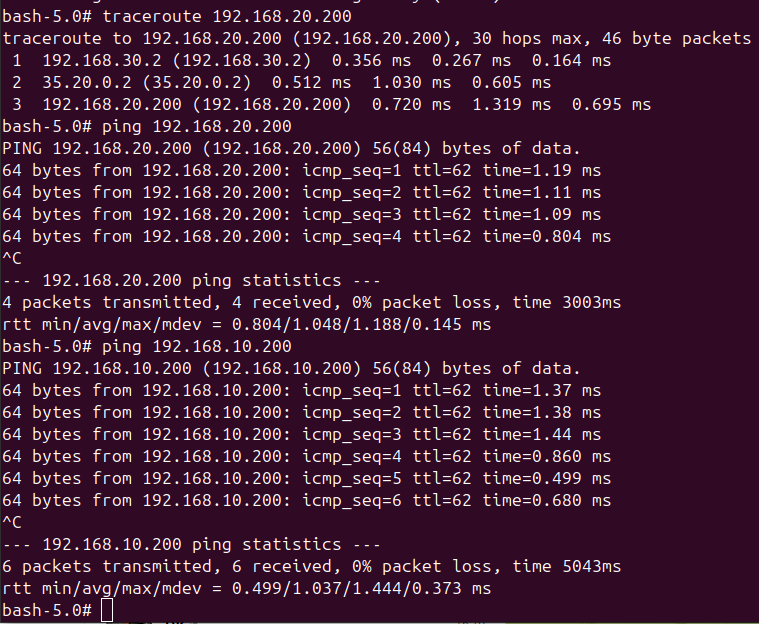 bash-5.0# traceroute 192.168.20.200
traceroute to 192.168.20.200 (192.168.20.200), 30 hops max, 46 byte packets
 1  192.168.30.2 (192.168.30.2)  0.356 ms  0.267 ms  0.164 ms
 2  35.20.0.2 (35.20.0.2)  0.512 ms  1.030 ms  0.605 ms
 3  192.168.20.200 (192.168.20.200)  0.720 ms  1.319 ms  0.695 ms
bash-5.0# ping 192.168.20.200
PING 192.168.20.200 (192.168.20.200) 56(84) bytes of data.
64 bytes from 192.168.20.200: icmp_seq=1 ttl=62 time=1.19 ms
64 bytes from 192.168.20.200: icmp_seq=2 ttl=62 time=1.11 ms
64 bytes from 192.168.20.200: icmp_seq=3 ttl=62 time=1.09 ms
64 bytes from 192.168.20.200: icmp_seq=4 ttl=62 time=0.804 ms
^C
--- 192.168.20.200 ping statistics ---
4 packets transmitted, 4 received, 0% packet loss, time 3003ms
rtt min/avg/max/mdev = 0.804/1.048/1.188/0.145 ms
bash-5.0# ping 192.168.10.200
PING 192.168.10.200 (192.168.10.200) 56(84) bytes of data.
64 bytes from 192.168.10.200: icmp_seq=1 ttl=62 time=1.37 ms
64 bytes from 192.168.10.200: icmp_seq=2 ttl=62 time=1.38 ms
64 bytes from 192.168.10.200: icmp_seq=3 ttl=62 time=1.44 ms
64 bytes from 192.168.10.200: icmp_seq=4 ttl=62 time=0.860 ms
64 bytes from 192.168.10.200: icmp_seq=5 ttl=62 time=0.499 ms
64 bytes from 192.168.10.200: icmp_seq=6 ttl=62 time=0.680 ms
^C
--- 192.168.10.200 ping statistics ---
6 packets transmitted, 6 received, 0% packet loss, time 5043ms
rtt min/avg/max/mdev = 0.499/1.037/1.444/0.373 ms
bash-5.0#